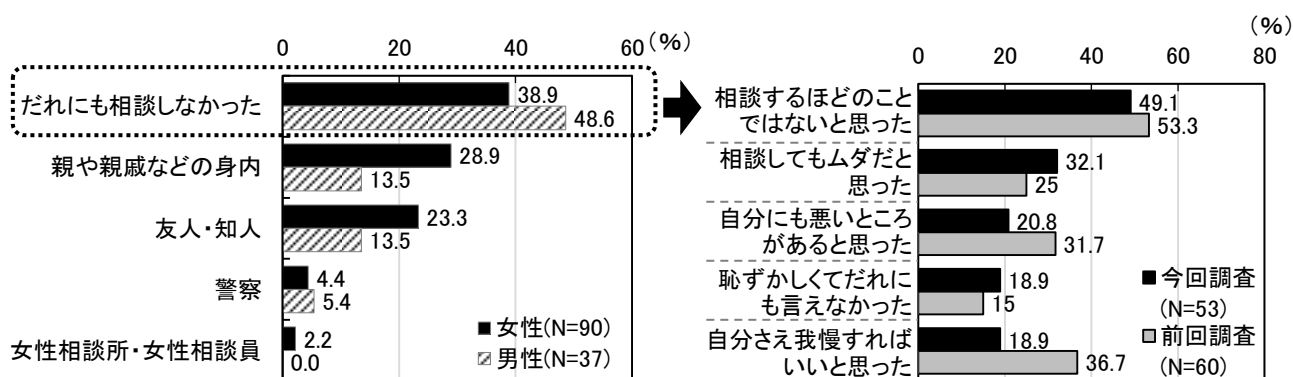 0 20 40 60(%)
だれにも相談しなかった
38.9
48.6
親や親戚などの身内
28.9
13.5
友人・知人
23.3
13.5
警察
4.4
5.4
女性相談所・女性相談員
2.2
0.0
女性(N=90)
男性(N=37)
(%)
0 20 40 60 80
相談するほどのこと
ではないと思った
49.1
53.3
相談してもムダだと
思った
32.1
25
自分にも悪いところ
があると思った
20.8
31.7
恥ずかしくてだれに
も言えなかった
18.9
15
自分さえ我慢すれば
いいと思った
18.9
36.7
今回調査
(N=53)
前回調査
(N=60)